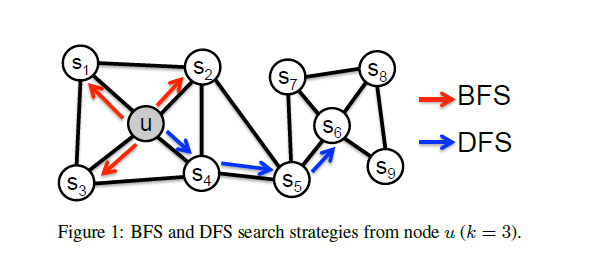 s1
s2
s7
s8
BFS
u
s6
DFS
s3
s4
s5
s9
Figure 1: BFS and DFS search strategies from node u (k = 3).